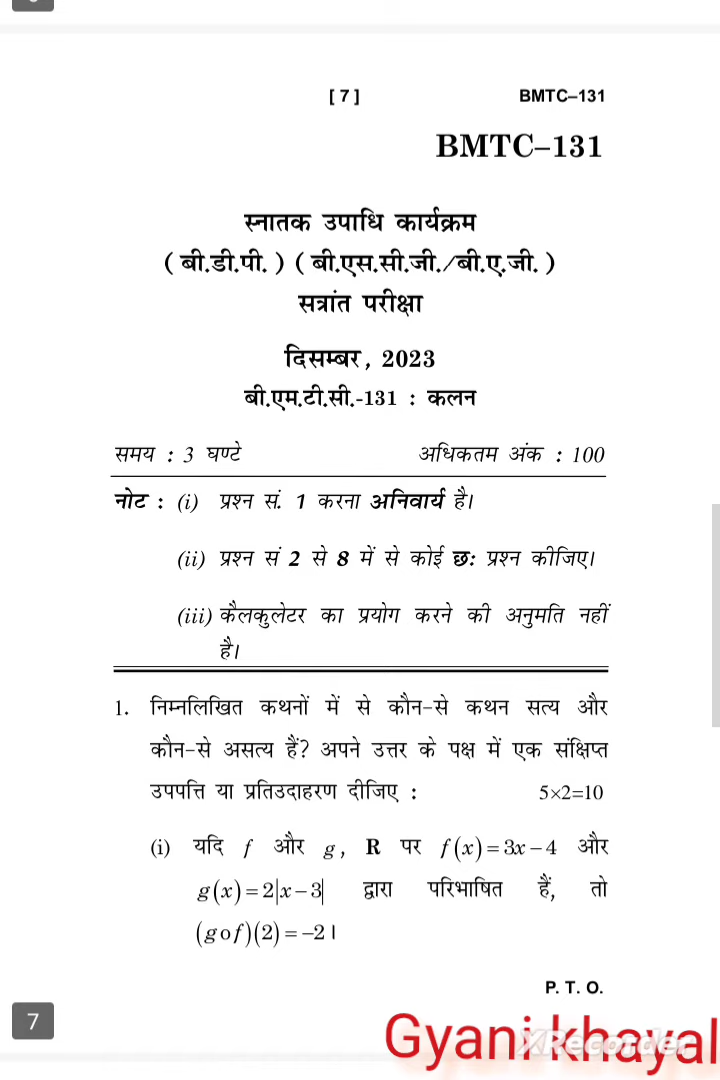 [ 7 ] BMTC–131
BMTC–131
स्नातक उपाधि कार्यक्रम
( बी.डी.पी. ) ( बी.एस.सी.जी./बी.ए.जी. )
सत्रांत परीक्षा
दिसम्बर, 2023
बी.एम.टी.सी.-131 : कलन
समय : 3 घण्टे अधिकतम अंक : 100
नोट : (i) प्रश्न सं. 1 करना अनिवार्य है।
(ii) प्रश्न सं 2 से 8 में से कोई छः प्रश्न कीजिए।
(iii) कैलकुलेटर का प्रयोग करने की अनुमति नहीं
है।
1. निम्नलिखित कथनों में से कौन-से कथन सत्य और
कौन-से असत्य हैं? अपने उत्तर के पक्ष में एक संक्षिप्त
उपपत्ति या प्रतिउदाहरण दीजिए : 5×2=10
(i) यदि f और g, R पर f(x)=3x−4 और
g(x)=2|x−3| द्वारा परिभाषित हैं, तो
(gof)(2)=−2।
P. T. O.
7
Gyani khayal
XRecorder